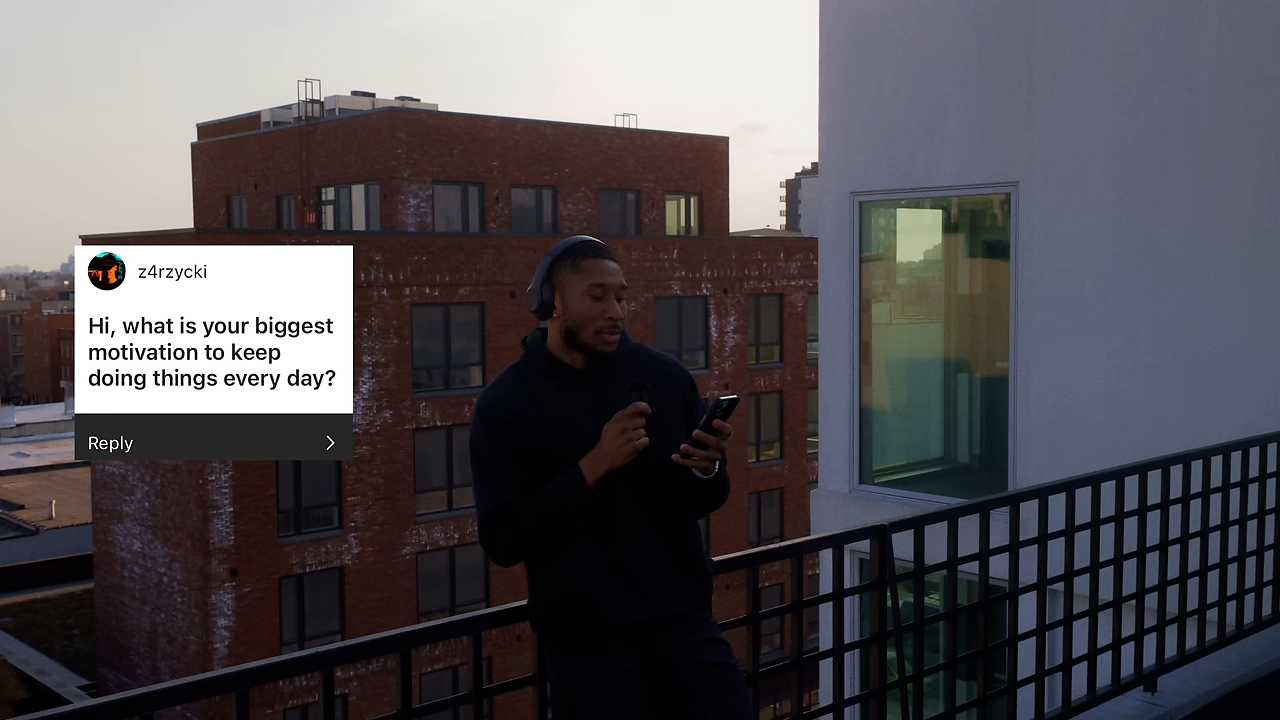 z4rzycki
Hi, what is your biggest
motivation to keep
doing things every day?
Reply